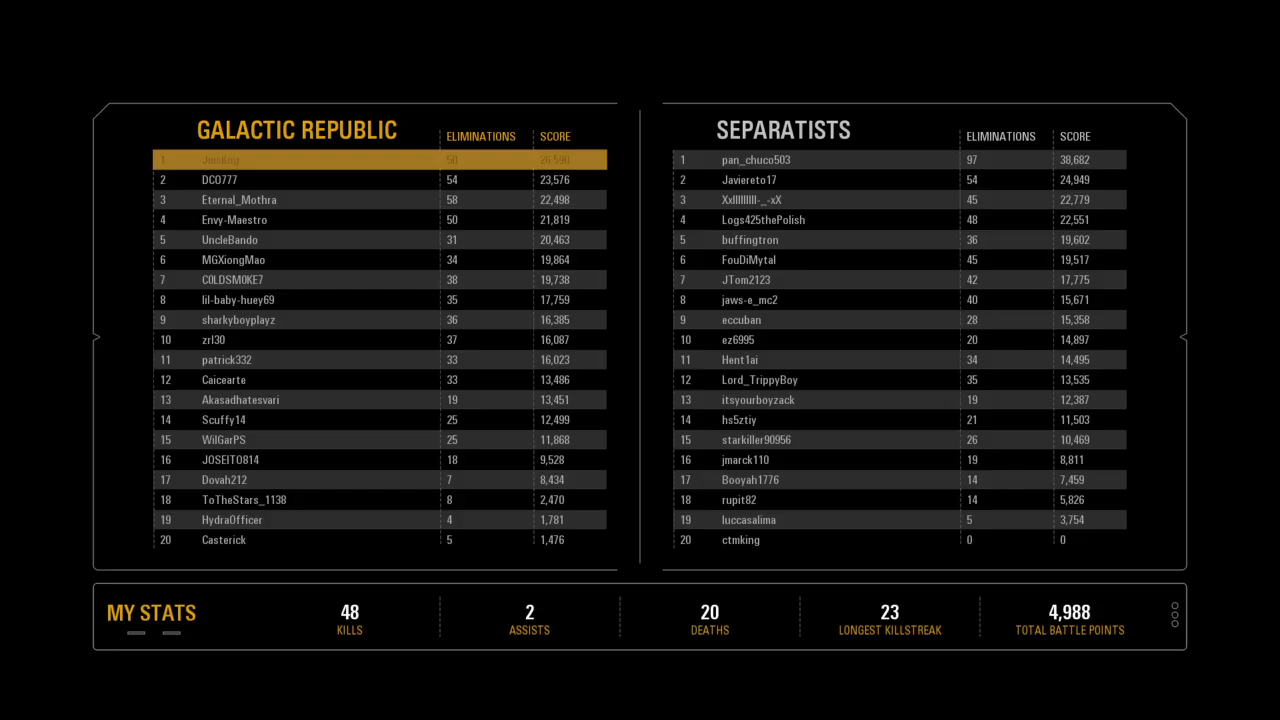 GALACTIC REPUBLIC ELIMINATIONS SCORE
1 50
2 DCO777 54 23,576
3 Eternal_Mothra 58 22,498
4 Envy-Maestro 50 21,819
5 UncleBando 31 20,463
6 MGXiongMao 34 19,864
7 C0LDSM0KE7 38 19,738
8 lil-baby-huey69 35 17,759
9 sharkyboyplayz 36 16,385
10 zrl30 37 16,087
11 patrick332 33 16,023
12 Caicearte 33 13,486
13 Akasadhatesvari 19 13,451
14 Scuffy14 25 12,499
15 WilGarPS 25 11,868
16 JOSEITO814 18 9,528
17 Dovah212 7 8,434
18 ToTheStars_1138 8 2,470
19 HydraOfficer 4 1,781
20 Casterick 5 1,476
SEPARATISTS ELIMINATIONS SCORE
1 pan_chuco503 97 38,682
2 Javiereto17 54 24,949
3 45 22,779
4 Logs425thePolish 48 22,551
5 buffingtron 36 19,602
6 FouDiMytal 45 19,517
7 JTom2123 42 17,775
8 jaws-e_mc2 40 15,671
9 eccuban 28 15,358
10 ez6995 20 14,897
11 Hent1ai 34 14,495
12 Lord_TrippyBoy 35 13,535
13 itsyourboyzack 19 12,387
14 hs5ztiy 21 11,503
15 starkiller90956 26 10,469
16 jmarck110 19 8,811
17 Booyah1776 14 7,459
18 rupit82 14 5,826
19 luccasalima 5 3,754
20 ctmking 0 0
MY STATS
48 KILLS
2 ASSISTS
20 DEATHS
23 LONGEST KILLSTREAK
4,988 TOTAL BATTLE POINTS